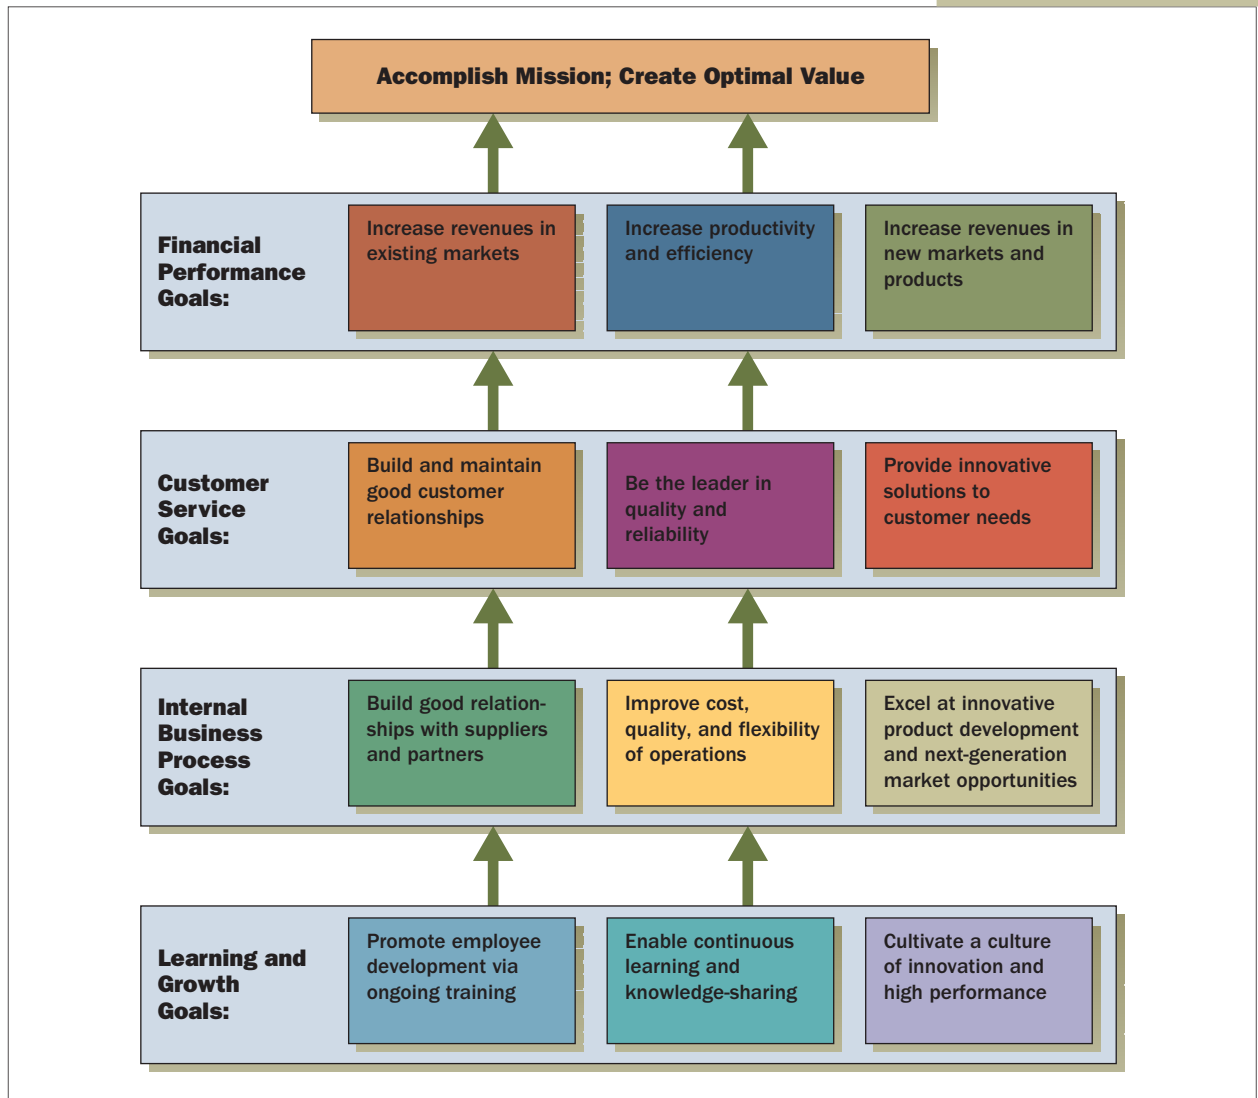 Accomplish Mission; Create Optimal Value
Financial
Performance
Goals:
Increase revenues in
existing markets
Increase productivity
and efficiency
Increase revenues in
new markets and
products
Customer
Service
Goals:
Build and maintain
good customer
relationships
Be the leader in
quality and
reliability
Provide innovative
solutions to
customer needs
Internal
Business
Process
Goals:
Build good relation-
ships with suppliers
and partners
Improve cost,
quality, and flexibility
of operations
Excel at innovative
product development
and next-generation
market opportunities
Learning and
Growth
Goals:
Promote employee
development via
ongoing training
Enable continuous
learning and
knowledge-sharing
Cultivate a culture
of innovation and
high performance